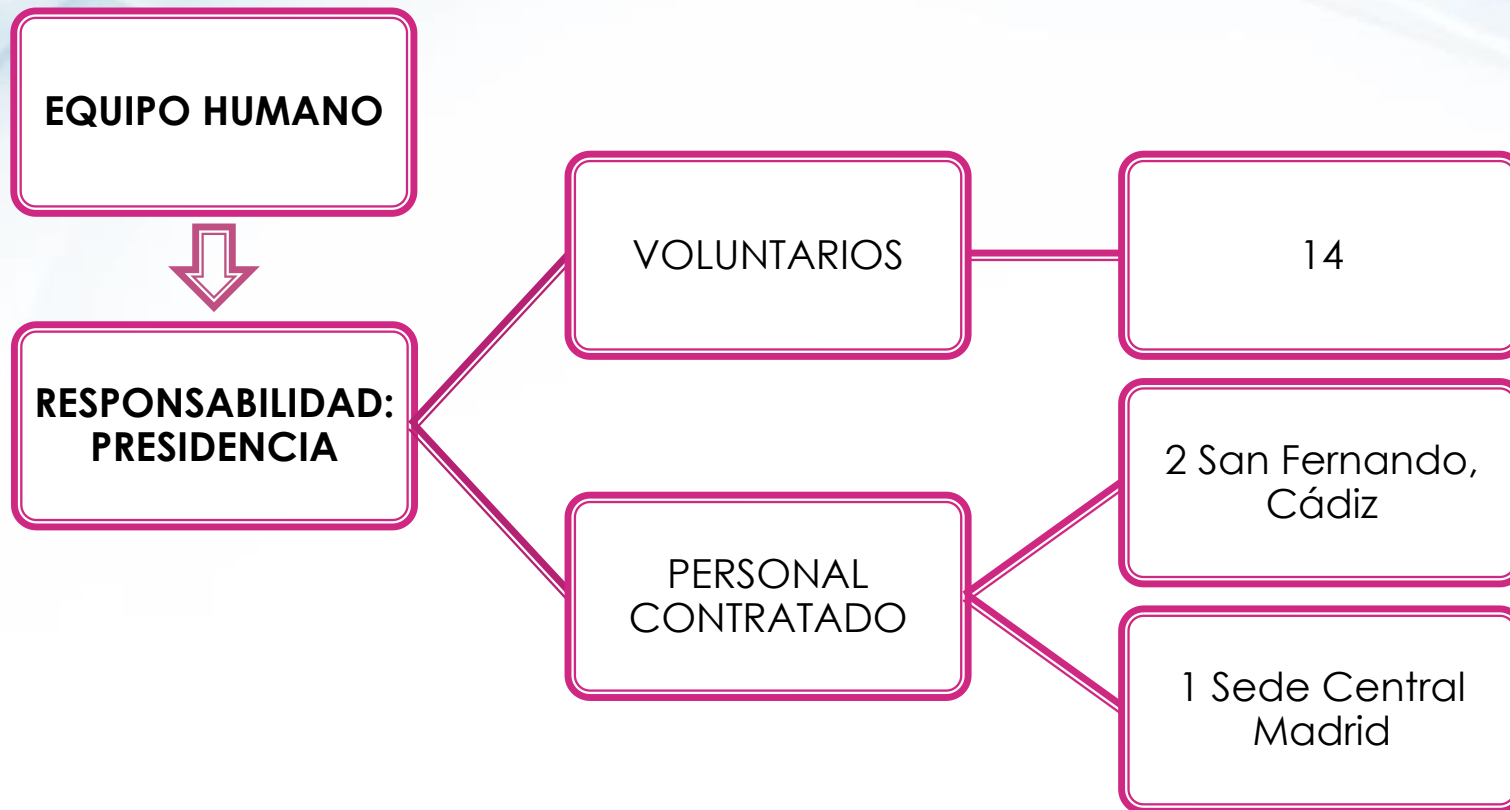 EQUIPO HUMANO
RESPONSABILIDAD:
PRESIDENCIA
VOLUNTARIOS
14
PERSONAL
CONTRATADO
2 San Fernando,
Cádiz
1 Sede Central
Madrid